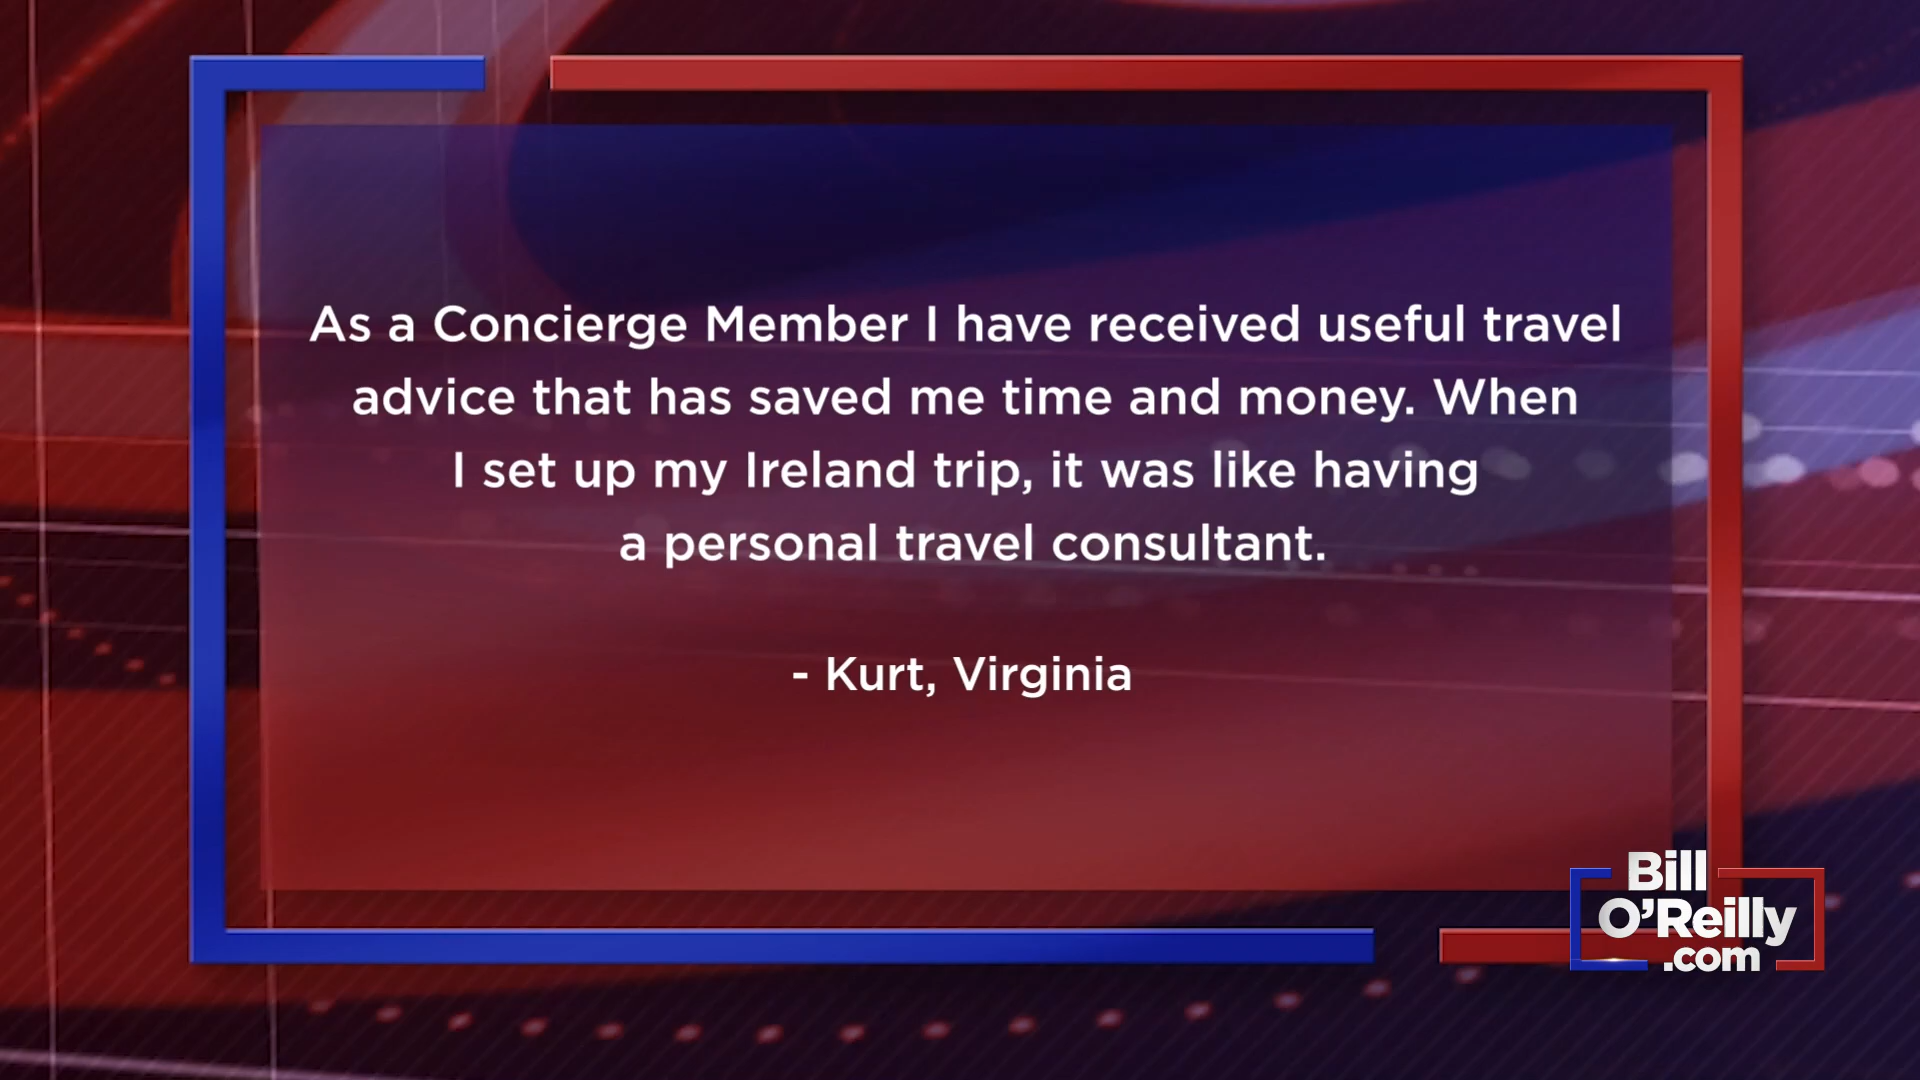 As a Concierge Member I have received useful travel
advice that has saved me time and money. When
I set up my Ireland trip, it was like having
a personal travel consultant.
- Kurt, Virginia
Bill
O'Reilly
.com